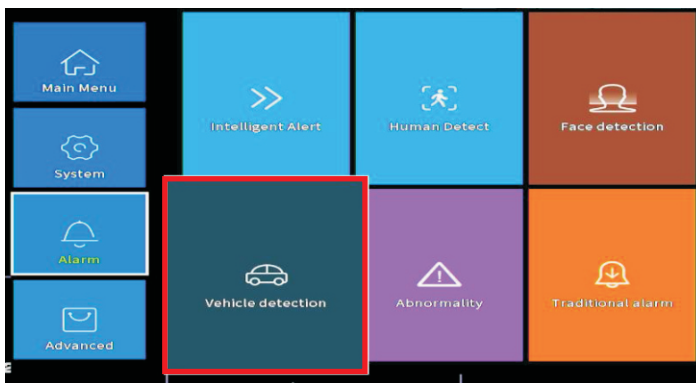 Main Menu
Intelligent Alert
Human Detect
Face detection
System
Alarm
Vehicle detection
Abnormality
Traditional alarm
Advanced